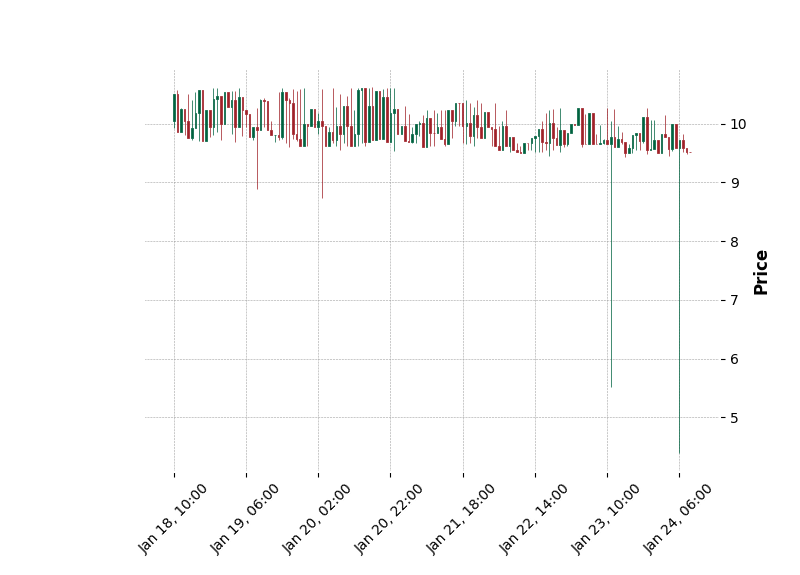 10
9
8
7
6
5
Price
Jan 18, 10:00
Jan 19, 06:00
Jan 20, 02:00
Jan 20, 22:00
Jan 21, 18:00
Jan 22, 14:00
Jan 23, 10:00
Jan 24, 06:00